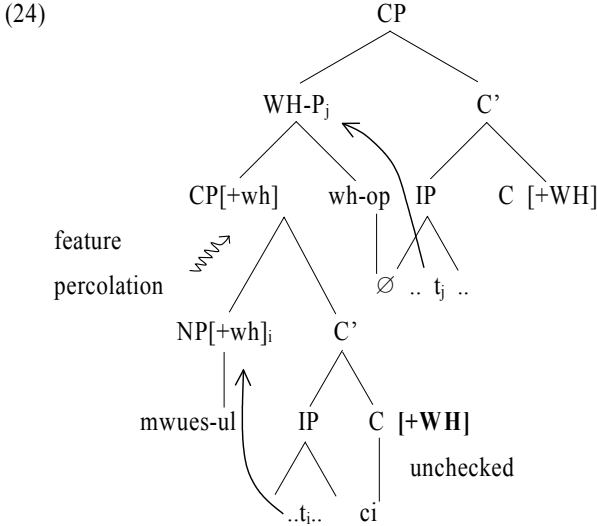 (24) CP
WH-Pj C’
CP[+wh] wh-op IP C [+WH]
feature
percolation ∅ .. tj ..
NP[+wh]i C’
mwues-ul IP C [+WH]
unchecked
..ti.. ci